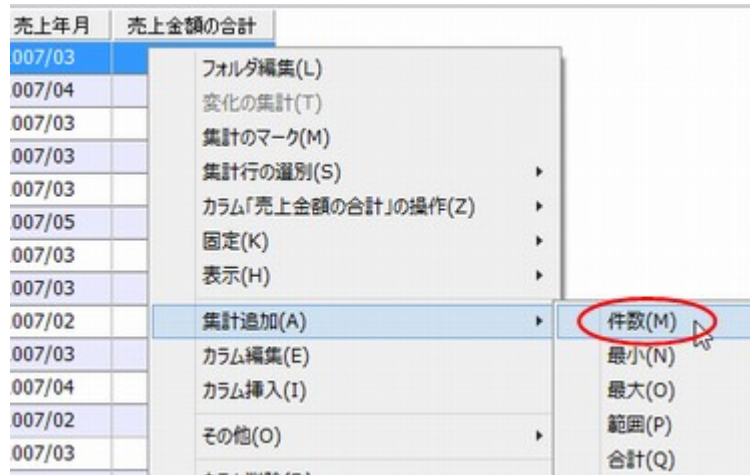 売上年月 売上金額の合計
007/03
007/04
007/03
007/03
007/03
007/05
007/03
007/03
007/02
007/03
007/04
007/02
007/03
フォルダ編集(L)
変化の集計(T)
集計のマーク(M)
集計行の選別(S)
カラム「売上金額の合計」の操作(Z)
固定(K)
表示(H)
集計追加(A)
カラム編集(E)
カラム挿入(I)
その他(O)
件数(M)
最小(N)
最大(O)
範囲(P)
合計(Q)